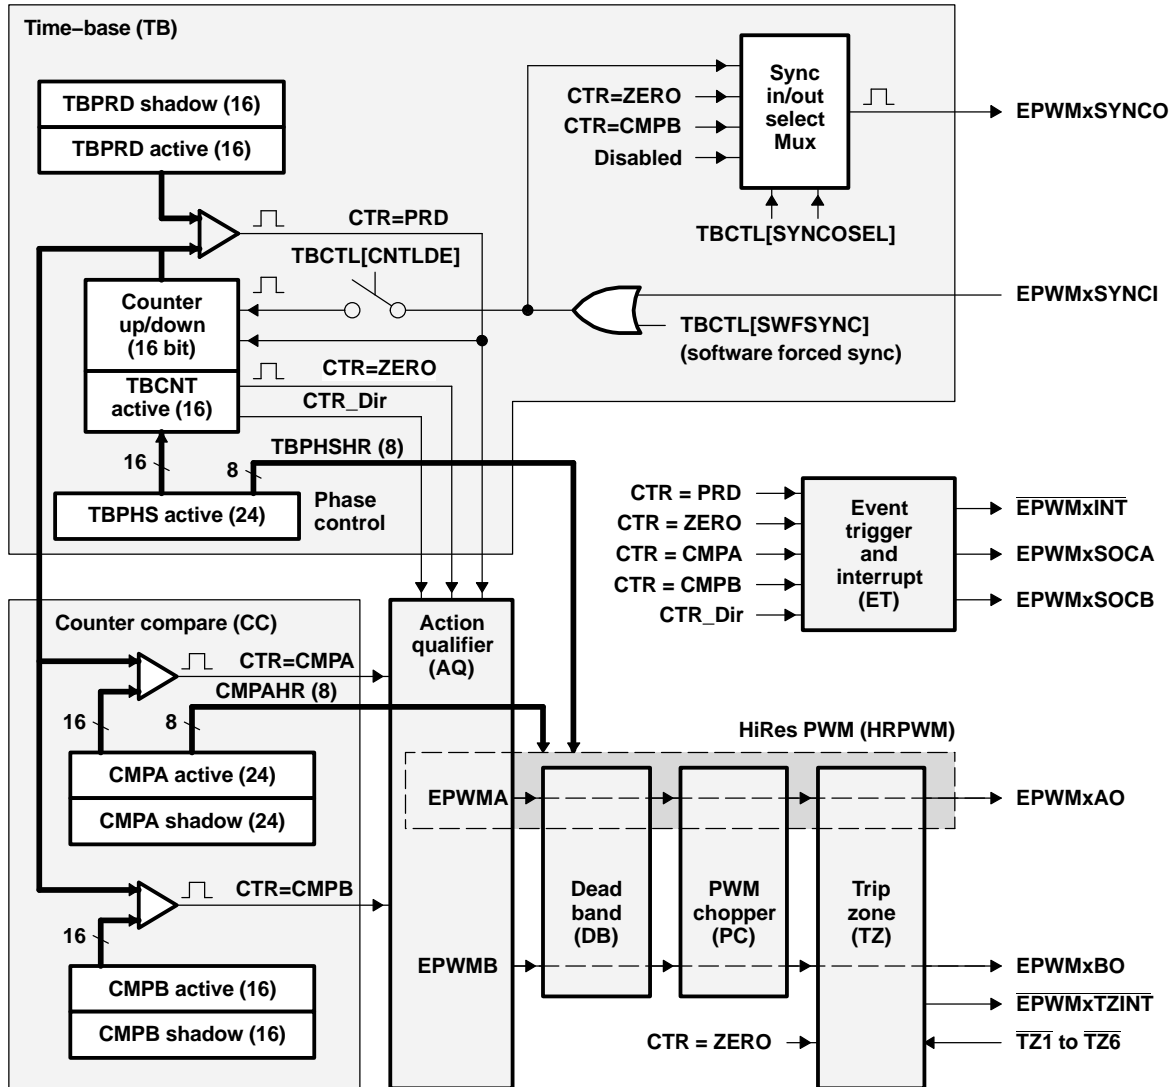 Time−base (TB)
TBPRD shadow (16)
TBPRD active (16)
CTR=PRD
TBCTL[CNTLDE]
Counter
up/down
(16 bit)
TBCNT
active (16)
CTR=ZERO
CTR_Dir
16
8
TBPHSHR (8)
TBPHS active (24)
Phase
control
CTR=ZERO
CTR=CMPB
Disabled
Sync
in/out
select
Mux
TBCTL[SYNCOSEL]
EPWMxSYNCO
EPWMxSYNCI
TBCTL[SWFSYNC]
(software forced sync)
CTR = PRD
CTR = ZERO
CTR = CMPA
CTR = CMPB
CTR_Dir
Event
trigger
and
interrupt
(ET)
EPWMxINT
EPWMxSOCA
EPWMxSOCB
Counter compare (CC)
CTR=CMPA
16
8
CMPAHR (8)
CMPA active (24)
CMPA shadow (24)
CTR=CMPB
16
CMPB active (16)
CMPB shadow (16)
Action
qualifier
(AQ)
EPWMA
EPWMB
HiRes PWM (HRPWM)
Dead
band
(DB)
PWM
chopper
(PC)
Trip
zone
(TZ)
CTR = ZERO
EPWMxAO
EPWMxBO
EPWMxTZINT
TZ1 to TZ6